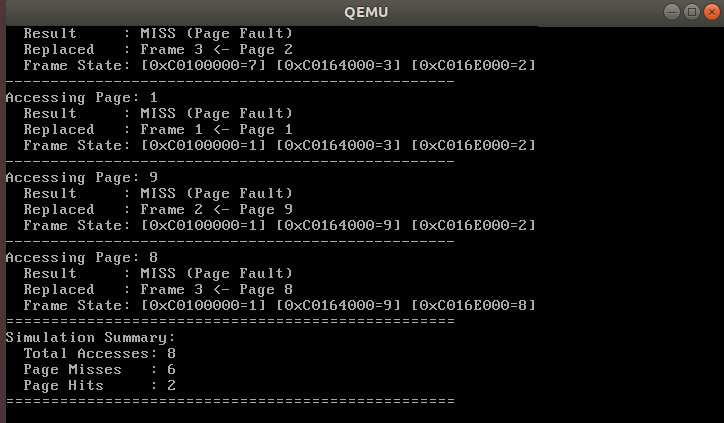 QEMU
Result : MISS (Page Fault)
Replaced : Frame 3 <- Page 2
Frame State: [0xC0100000=7] [0xC0164000=3] [0xC016E000=2]
--------------------------------------------------
Accessing Page: 1
Result : MISS (Page Fault)
Replaced : Frame 1 <- Page 1
Frame State: [0xC0100000=1] [0xC0164000=3] [0xC016E000=2]
--------------------------------------------------
Accessing Page: 9
Result : MISS (Page Fault)
Replaced : Frame 2 <- Page 9
Frame State: [0xC0100000=1] [0xC0164000=9] [0xC016E000=2]
--------------------------------------------------
Accessing Page: 8
Result : MISS (Page Fault)
Replaced : Frame 3 <- Page 8
Frame State: [0xC0100000=1] [0xC0164000=9] [0xC016E000=8]
==================================================
Simulation Summary:
Total Accesses: 8
Page Misses : 6
Page Hits : 2
==================================================